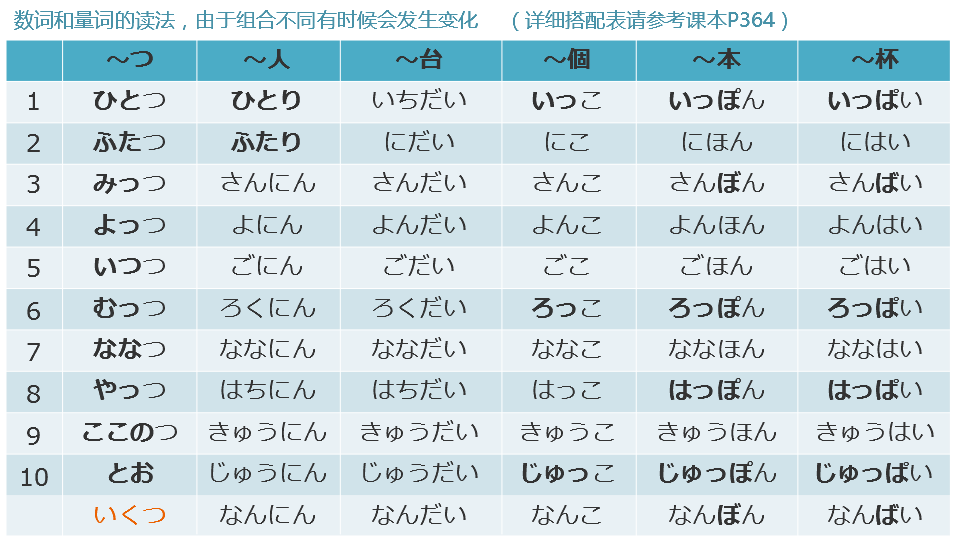 数词和量词的读法，由于组合不同有时候会发生变化 （详细搭配表请参考课本P364）
～つ ～人 ～台 ～個 ～本 ～杯
1 ひとつ ひとり いちだい いっこ いっぽん いっぱい
2 ふたつ ふたり にだい にこ にほん にはい
3 みっつ さんにん さんだい さんこ さんぼん さんばい
4 よっつ よにん よんだい よんこ よんほん よんはい
5 いつつ ごにん ごだい ごこ ごほん ごはい
6 むっつ ろくにん ろくだい ろっこ ろっぽん ろっぱい
7 ななつ ななにん ななだい ななこ ななほん ななはい
8 やっつ はちにん はちだい はっこ はっぽん はっぱい
9 ここのつ きゅうにん きゅうだい きゅうこ きゅうほん きゅうはい
10 とお じゅうにん じゅうだい じゅっこ じゅっぽん じゅっぱい
いくつ なんにん なんだい なんこ なんぼん なんばい